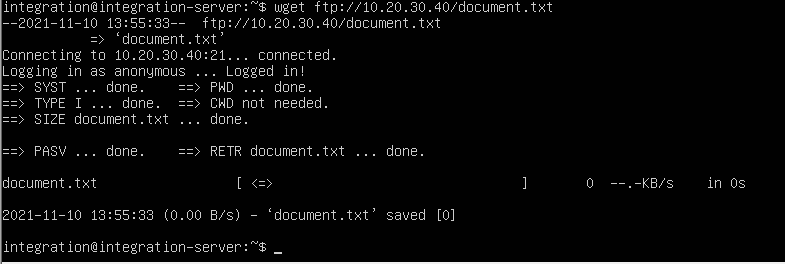 integration@integration-server:~$ wget ftp://10.20.30.40/document.txt
--2021-11-10 13:55:33--  ftp://10.20.30.40/document.txt
           => ‘document.txt’
Connecting to 10.20.30.40:21... connected.
Logging in as anonymous ... Logged in!
==> SYST ... done.    ==> PWD ... done.
==> TYPE I ... done.  ==> CWD not needed.
==> SIZE document.txt ... done.
==> PASV ... done.    ==> RETR document.txt ... done.
document.txt                 [ <=>                              ]       0  --.-KB/s    in 0s
2021-11-10 13:55:33 (0.00 B/s) - ‘document.txt’ saved [0]
integration@integration-server:~$ _